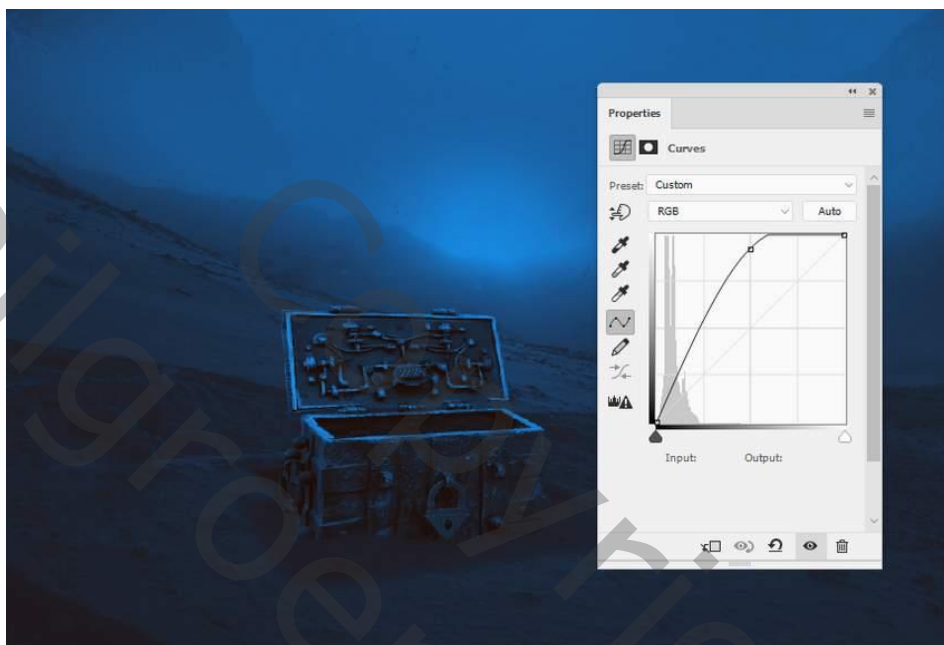 Properties
Curves
Preset: Custom
RGB
Auto
Input: Output: